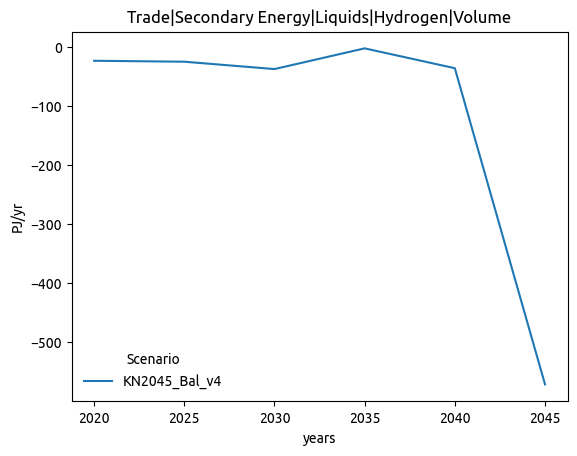 Trade|Secondary Energy|Liquids|Hydrogen|Volume
0
−100
−200
−300
−400
−500
PJ/yr
Scenario
KN2045_Bal_v4
2020 2025 2030 2035 2040 2045
years